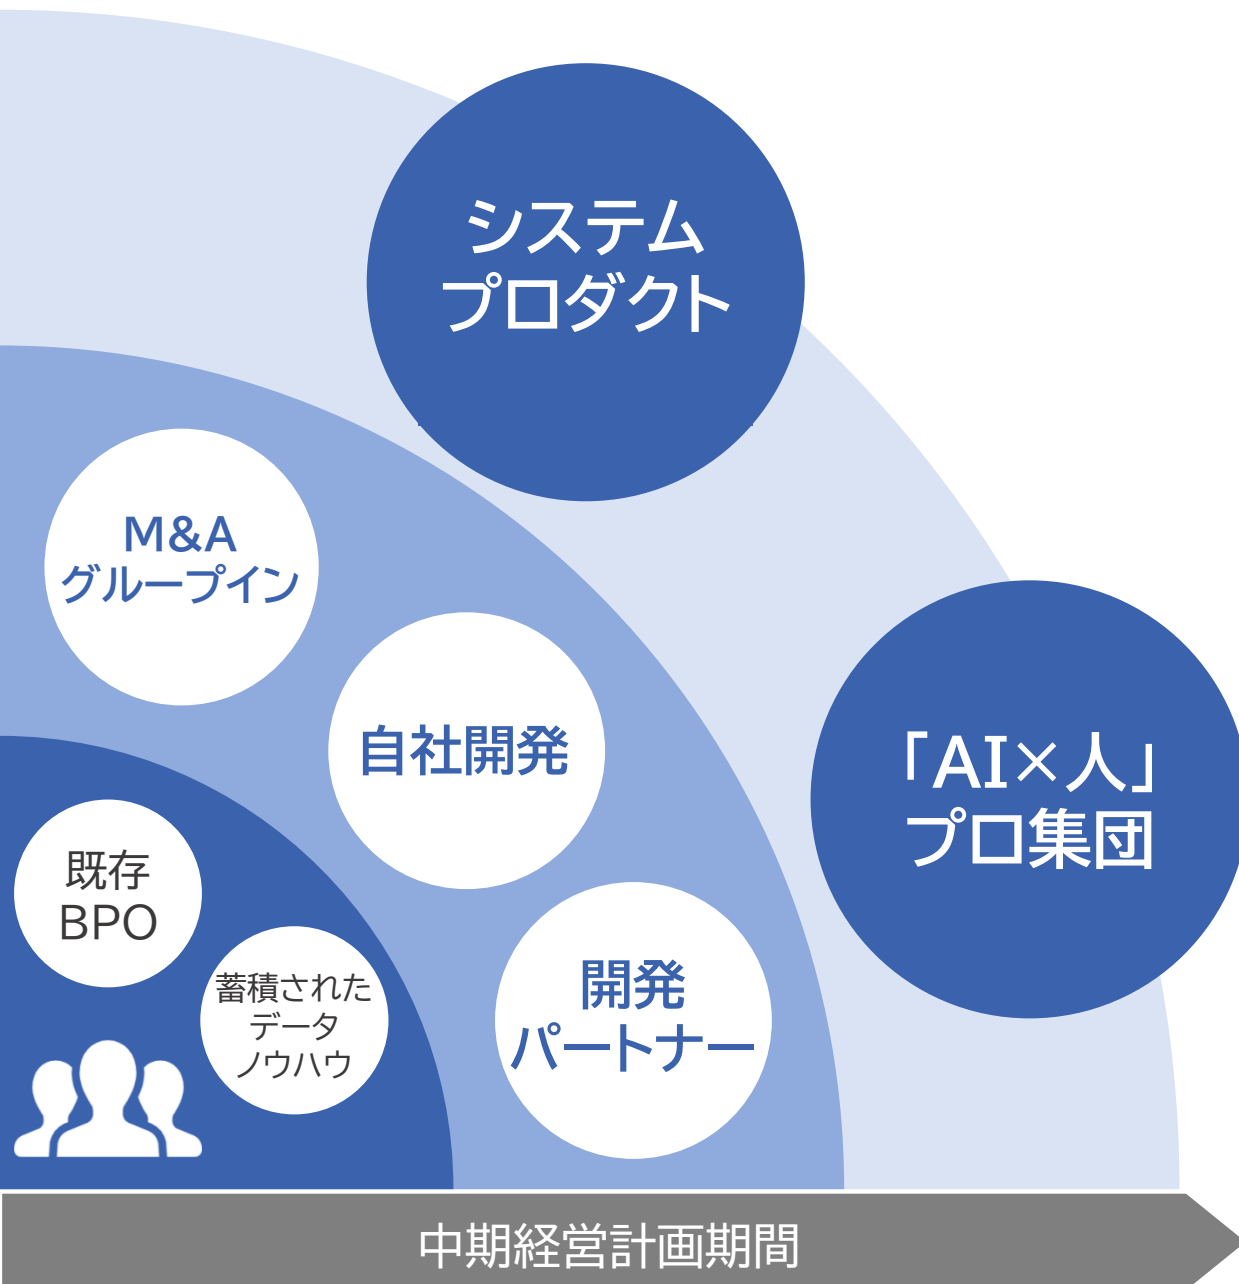 システム
プロダクト
M&A
グループイン
自社開発
「AI×人」
プロ集団
既存
BPO
蓄積された
データ
ノウハウ
開発
パートナー
中期経営計画期間